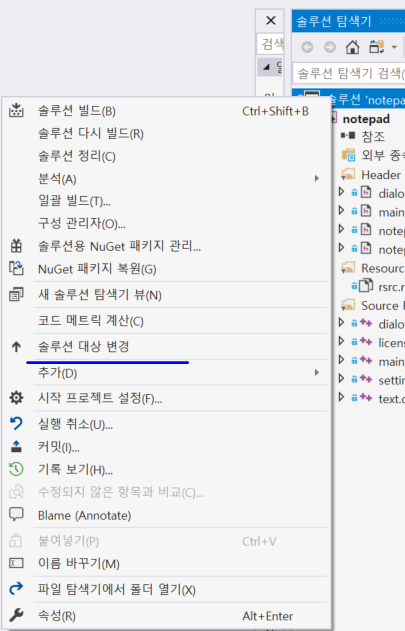 솔루션 탐색기
솔루션 탐색기 검색(
솔루션 'notepa
notepad
참조
외부 종속
Header
dialo
main
note
note
Resourc
rsrc.r
Source F
dialo
licens
main
settin
text.c
솔루션 빌드(B) Ctrl+Shift+B
솔루션 다시 빌드(R)
솔루션 정리(C)
분석(A)
일괄 빌드(T)...
구성 관리자(O)...
솔루션용 NuGet 패키지 관리...
NuGet 패키지 복원(G)
새 솔루션 탐색기 뷰(N)
코드 메트릭 계산(C)
솔루션 대상 변경
추가(D)
시작 프로젝트 설정(F)...
실행 취소(U)...
커밋(I)...
기록 보기(H)...
수정되지 않은 항목과 비교(C)...
Blame (Annotate)
붙여넣기(P) Ctrl+V
이름 바꾸기(M)
파일 탐색기에서 폴더 열기(X)
속성(R) Alt+Enter